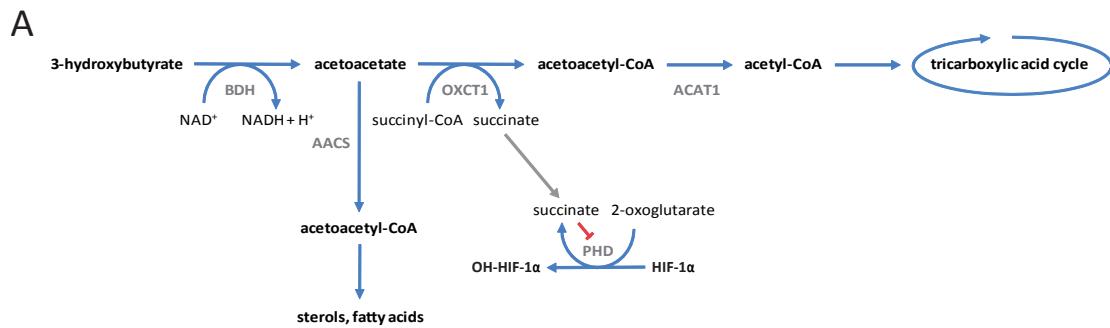 A
3-hydroxybutyrate acetoacetate acetoacetyl-CoA acetyl-CoA tricarboxylic acid cycle
BDH OXCT1 ACAT1
NAD⁺ NADH + H⁺ succinyl-CoA succinate
AACS
succinate 2-oxoglutarate
acetoacetyl-CoA
PHD
OH-HIF-1α HIF-1α
sterols, fatty acids